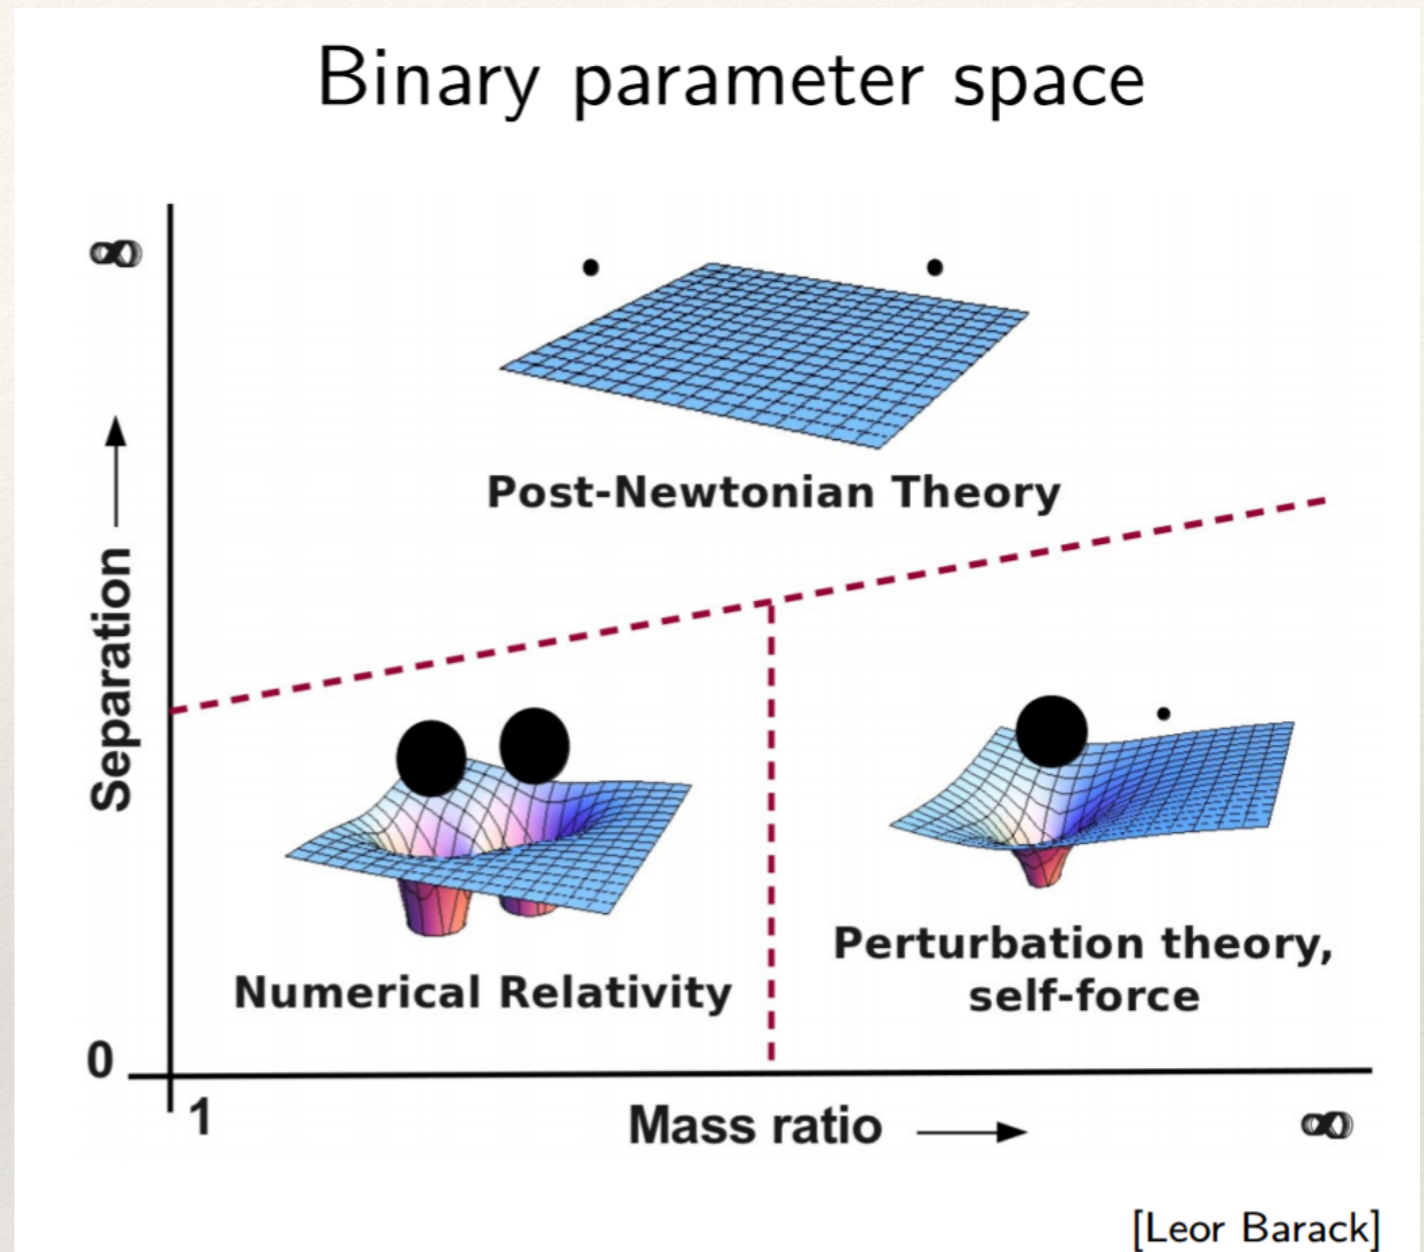 Binary parameter space
∞
Post-Newtonian Theory
Separation
Numerical Relativity
Perturbation theory,
self-force
0
1
Mass ratio
∞
[Leor Barack]